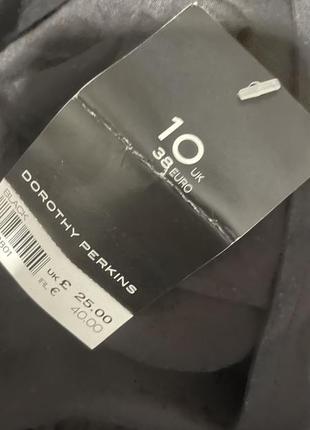 10 UK
38 EURO
DOROTHY PERKINS
BLACK
UK £ 25.00
IRL € 40.00